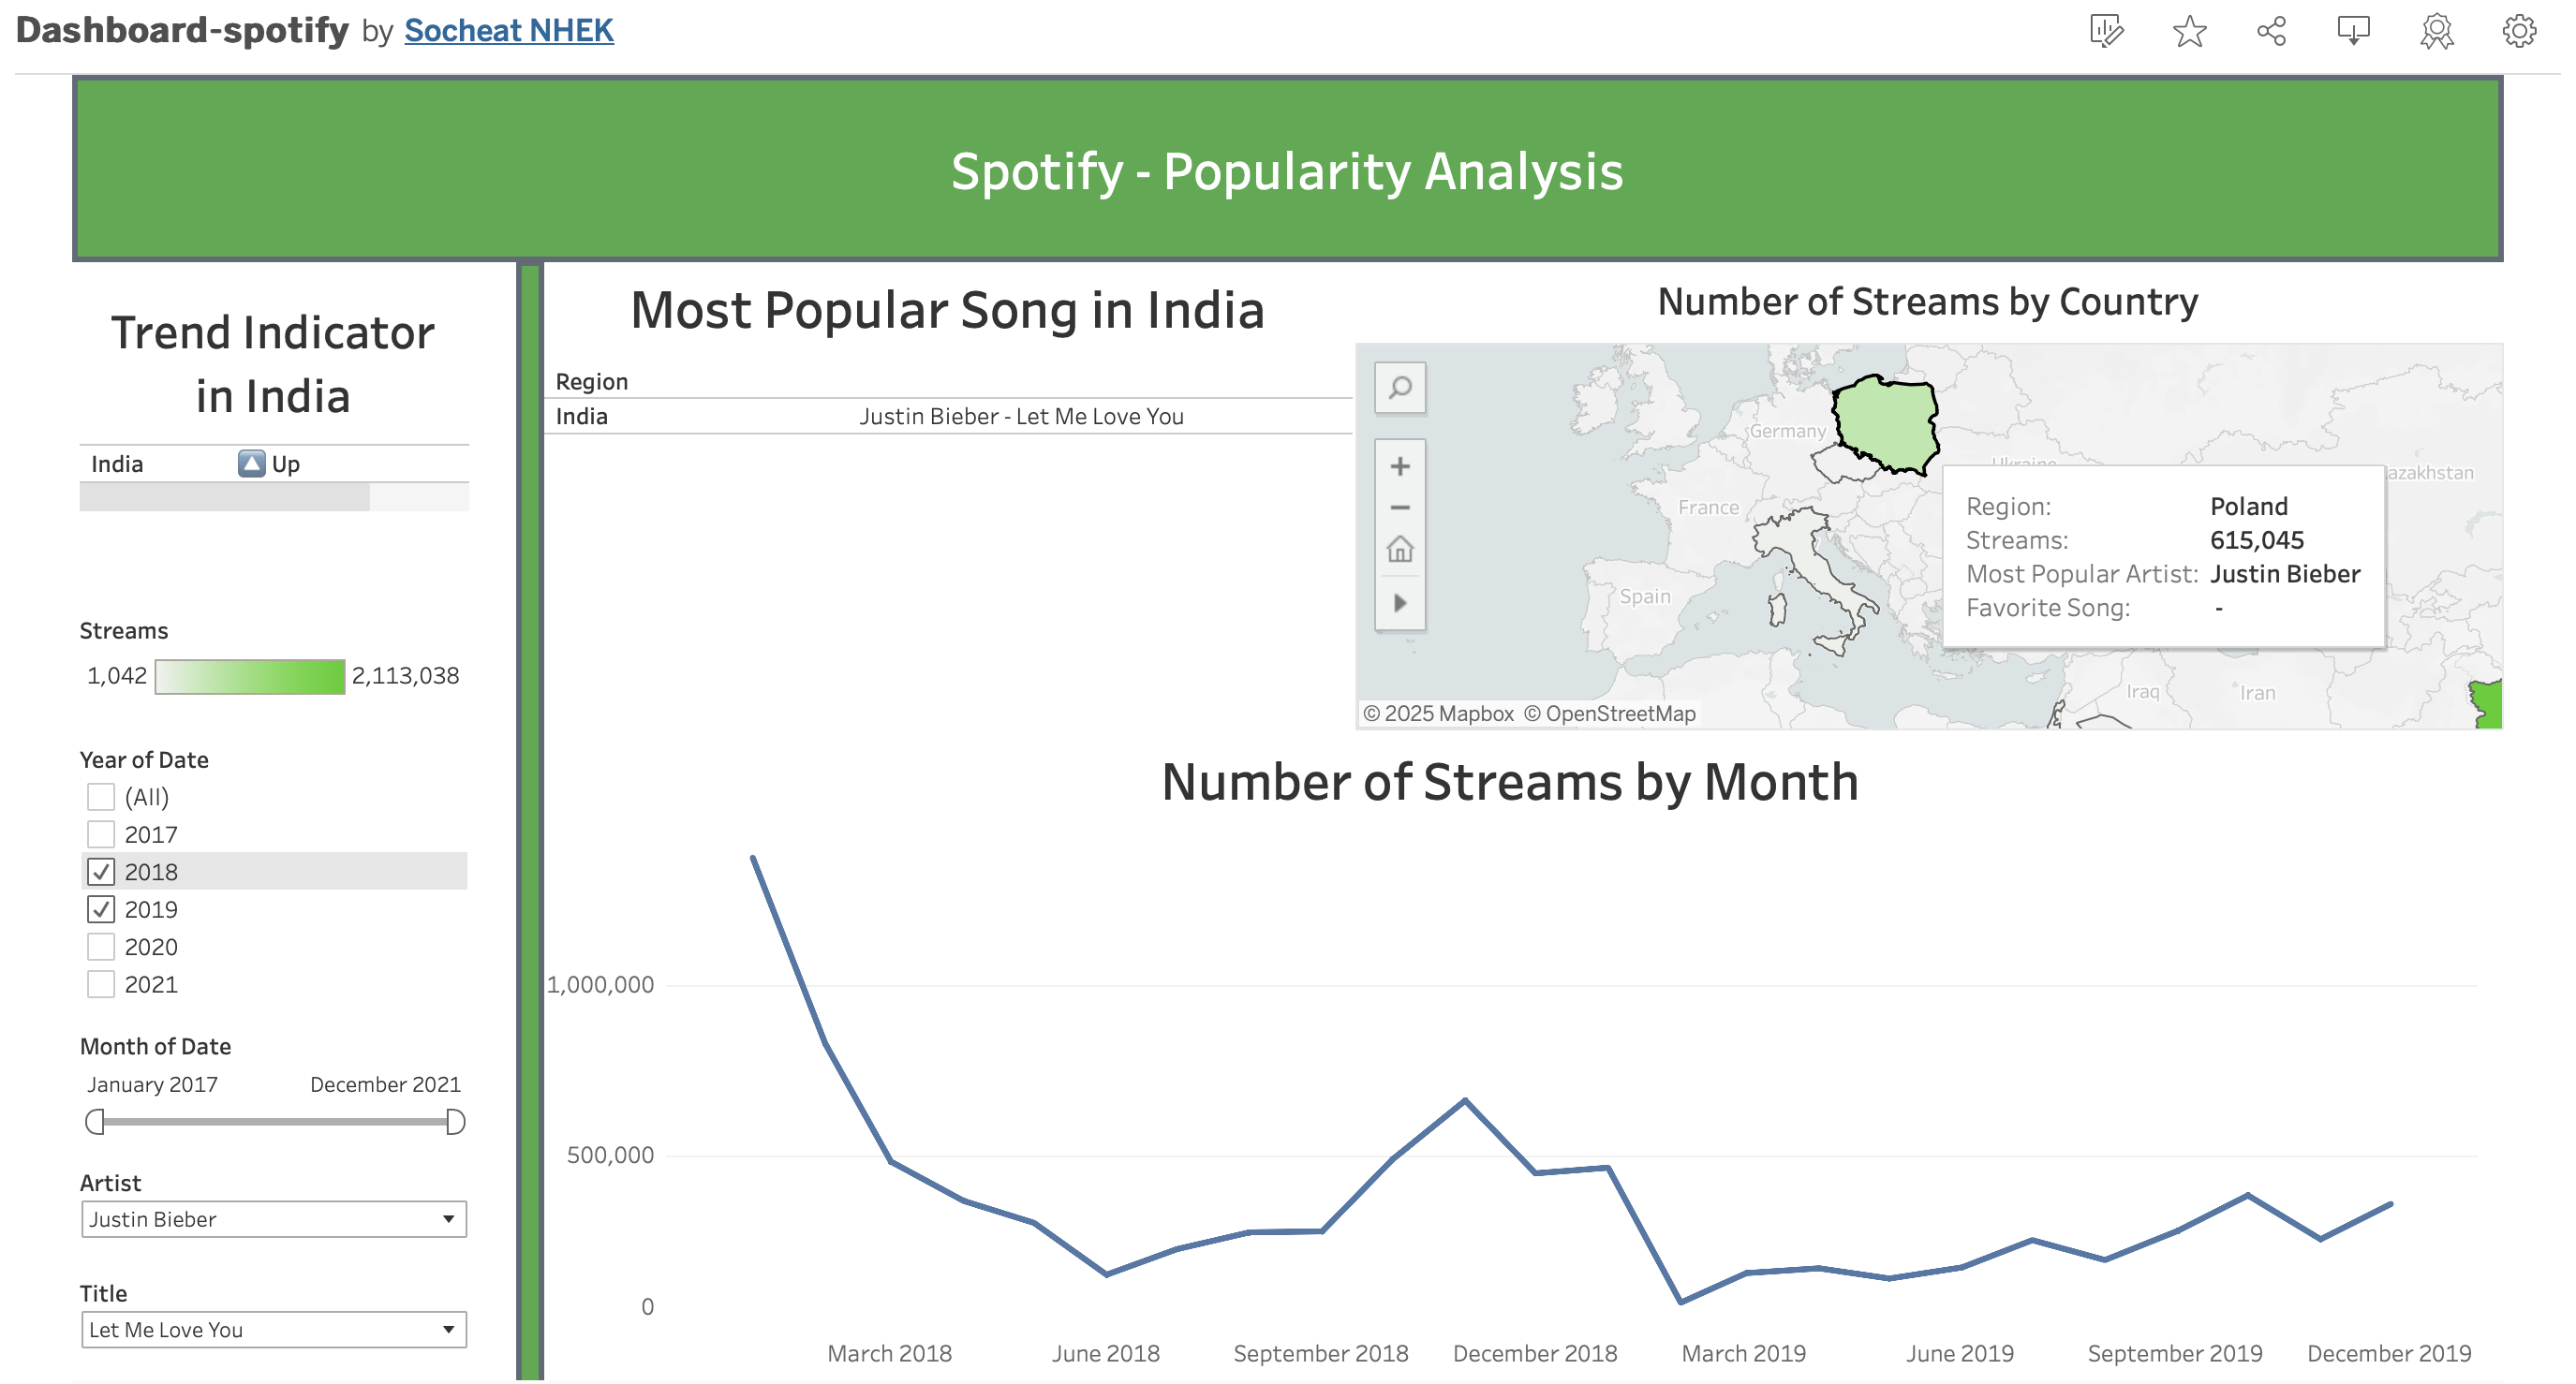 Dashboard-spotify by Socheat NHEK
Spotify - Popularity Analysis
Trend Indicator
in India
India Up
Streams
1,042 2,113,038
Year of Date
(All)
2017
2018
2019
2020
2021
Month of Date
January 2017 December 2021
Artist
Justin Bieber
Title
Let Me Love You
Most Popular Song in India
Region
India Justin Bieber - Let Me Love You
Number of Streams by Country
Germany
Ukraine
azakhstan
France
Spain
Iraq
Iran
Region: Poland
Streams: 615,045
Most Popular Artist: Justin Bieber
Favorite Song: -
© 2025 Mapbox © OpenStreetMap
Number of Streams by Month
1,000,000
500,000
0
March 2018 June 2018 September 2018 December 2018 March 2019 June 2019 September 2019 December 2019